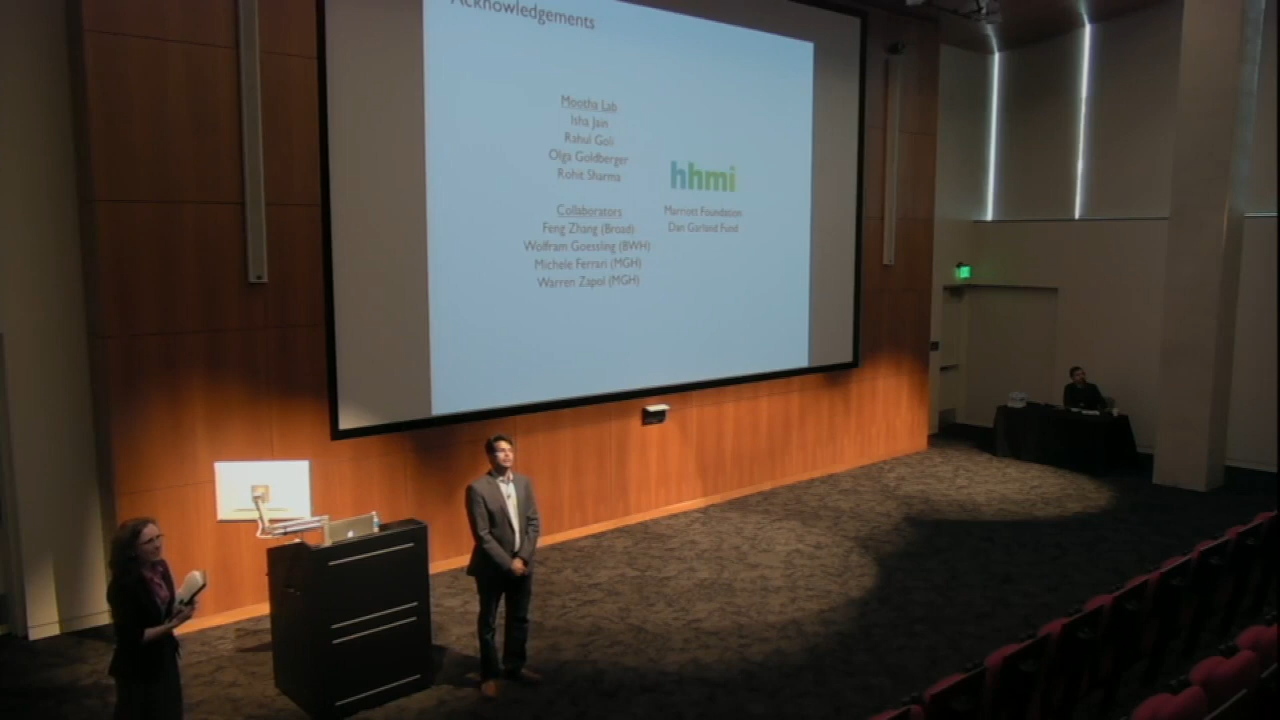 Acknowledgements
Mootha Lab
Isha Jain
Rahul Goli
Olga Goldberger
Rohit Sharma
Collaborators
Feng Zhang (Broad)
Wolfram Goessling (BWH)
Michele Ferrari (MGH)
Warren Zapol (MGH)
hhmi
Marriott Foundation
Dan Garland Fund